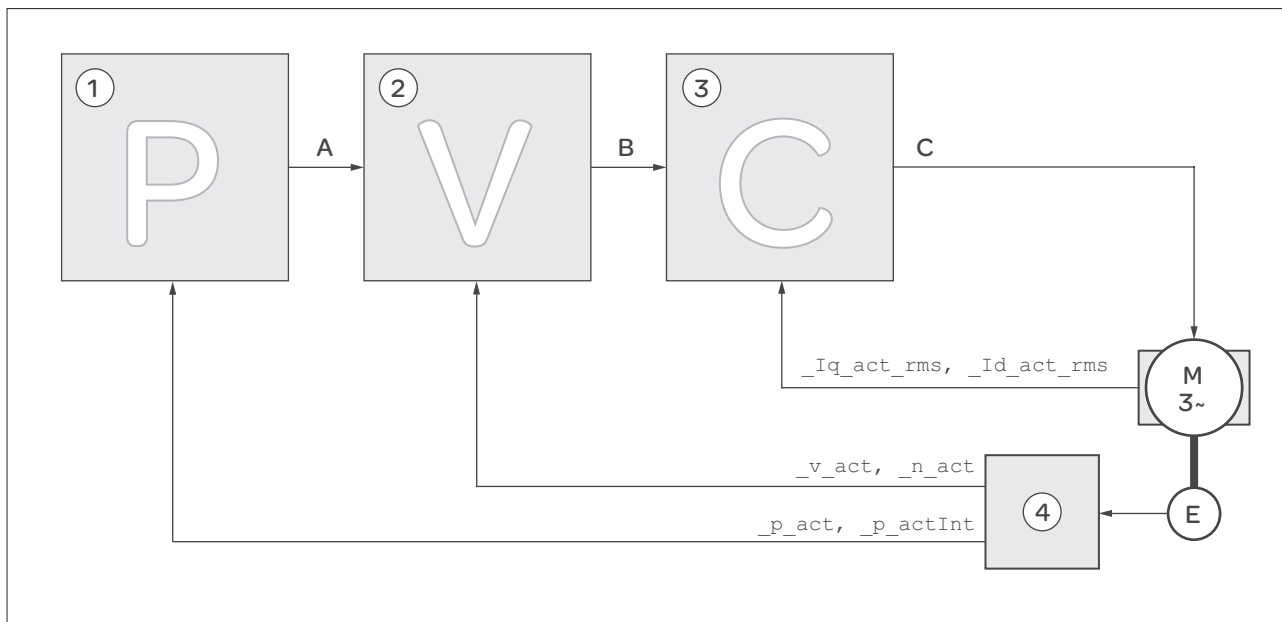 1
P
2
V
3
C
A
B
C
_Iq_act_rms, _Id_act_rms
M
3~
_v_act, _n_act
4
E
_p_act, _p_actInt